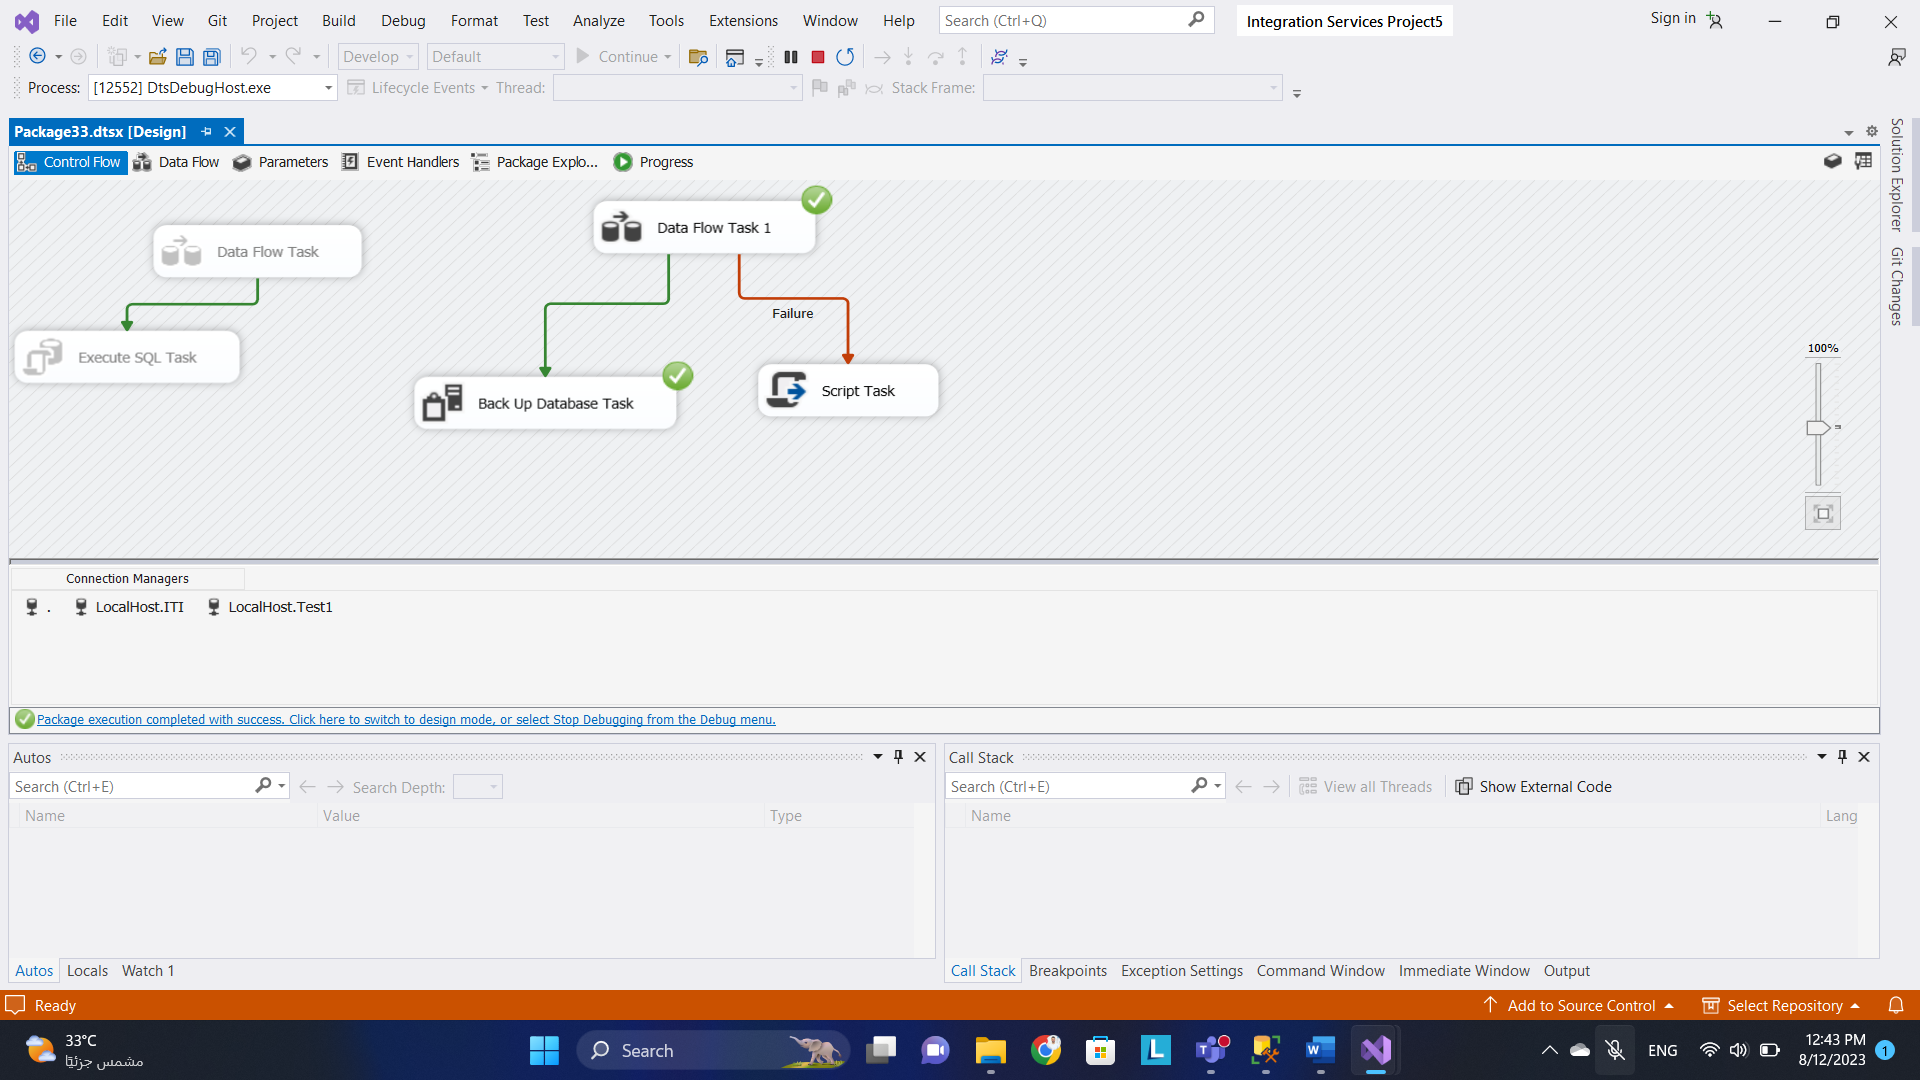 File Edit View Git Project Build Debug Format Test Analyze Tools Extensions Window Help Search (Ctrl+Q) Integration Services Project5 Sign in
Develop Default Continue
Process: [12552] DtsDebugHost.exe Lifecycle Events Thread: Stack Frame:
Package33.dtsx [Design]
Control Flow Data Flow Parameters Event Handlers Package Explo... Progress
Solution Explorer
Git Changes
Data Flow Task 1
Data Flow Task
Failure
100%
Execute SQL Task
Script Task
Back Up Database Task
Connection Managers
. LocalHost.ITI LocalHost.Test1
Package execution completed with success. Click here to switch to design mode, or select Stop Debugging from the Debug menu.
Autos
Search (Ctrl+E) Search Depth:
Name Value Type
Autos Locals Watch 1
Call Stack
Search (Ctrl+E) View all Threads Show External Code
Name Lang
Call Stack Breakpoints Exception Settings Command Window Immediate Window Output
Ready Add to Source Control Select Repository
33°C
مشمس جزئيًا
Search
L
T
W
ENG
12:43 PM
8/12/2023
1